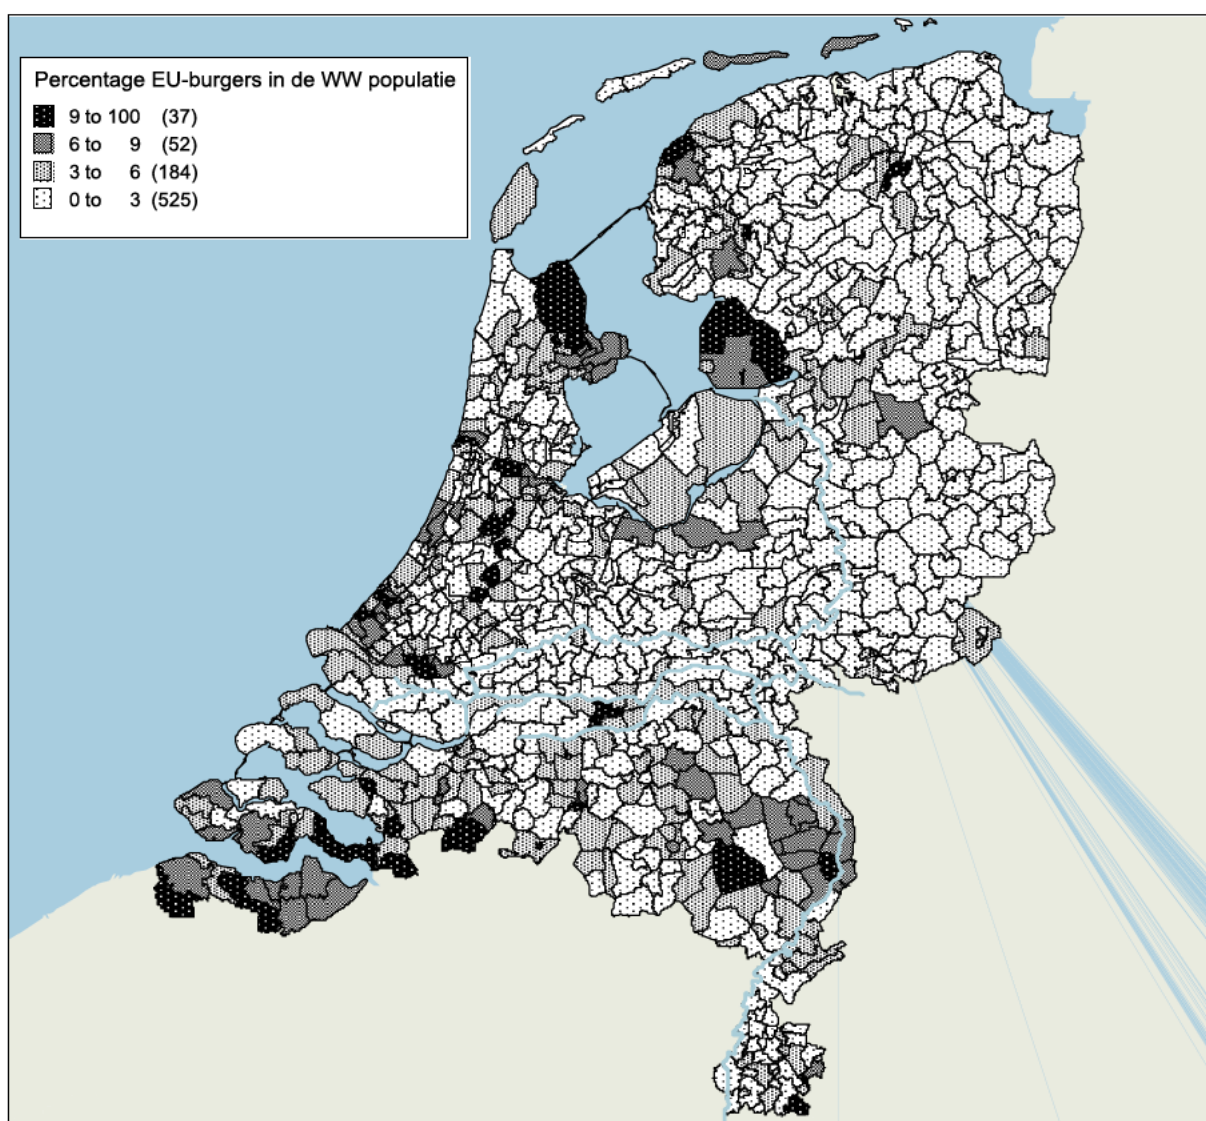 Percentage EU-burgers in de WW populatie
9 to 100 (37)
6 to 9 (52)
3 to 6 (184)
0 to 3 (525)